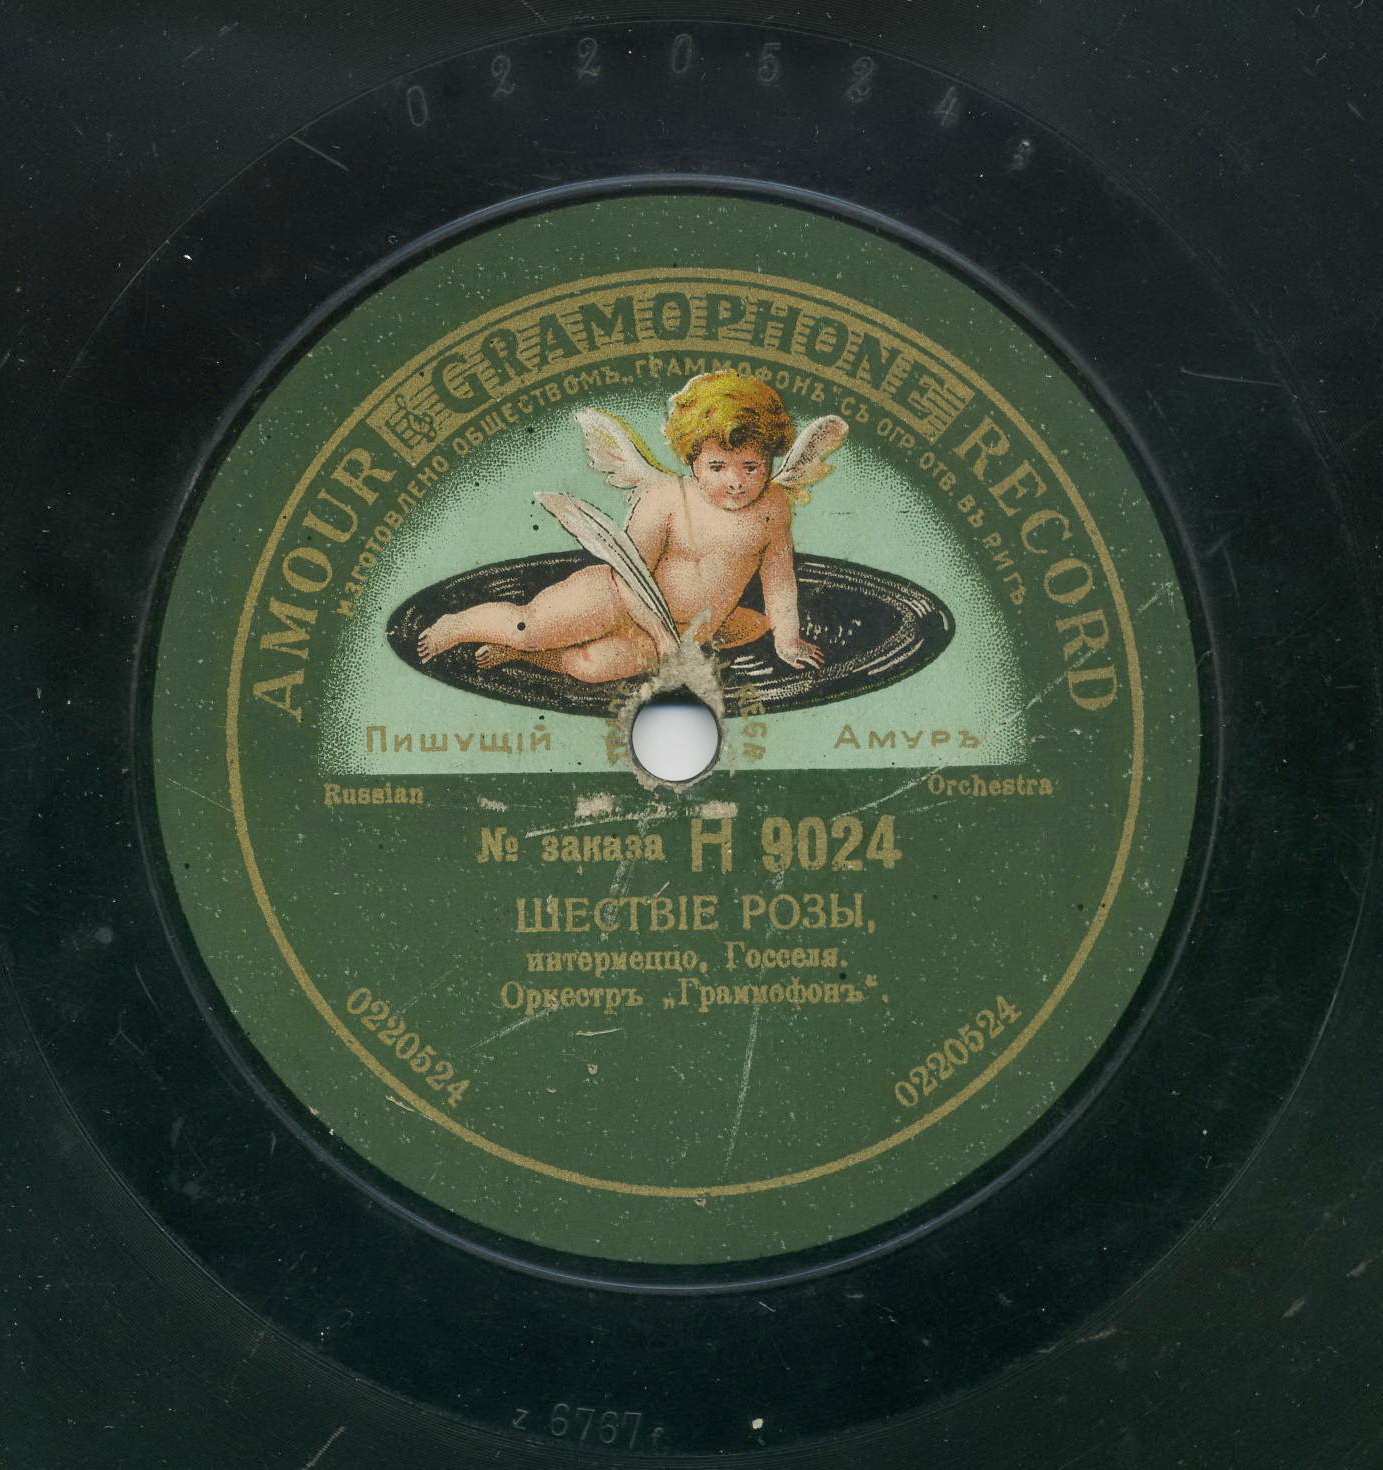 0220524
AMOUR GRAMOPHONE RECORD
ИЗГОТОВЛЕНО ОБЩЕСТВОМЪ „ГРАММОФОНЪ“ СЪ ОГР. ОТВ. ВЪ РИГѢ.
ПИШУЩІЙ АМУРЪ
Russian Orchestra
№ заказа Н 9024
ШЕСТВІЕ РОЗЫ,
интермеццо, Госселя.
Оркестръ „Граммофонъ“.
0220524 0220524
z 6767 f